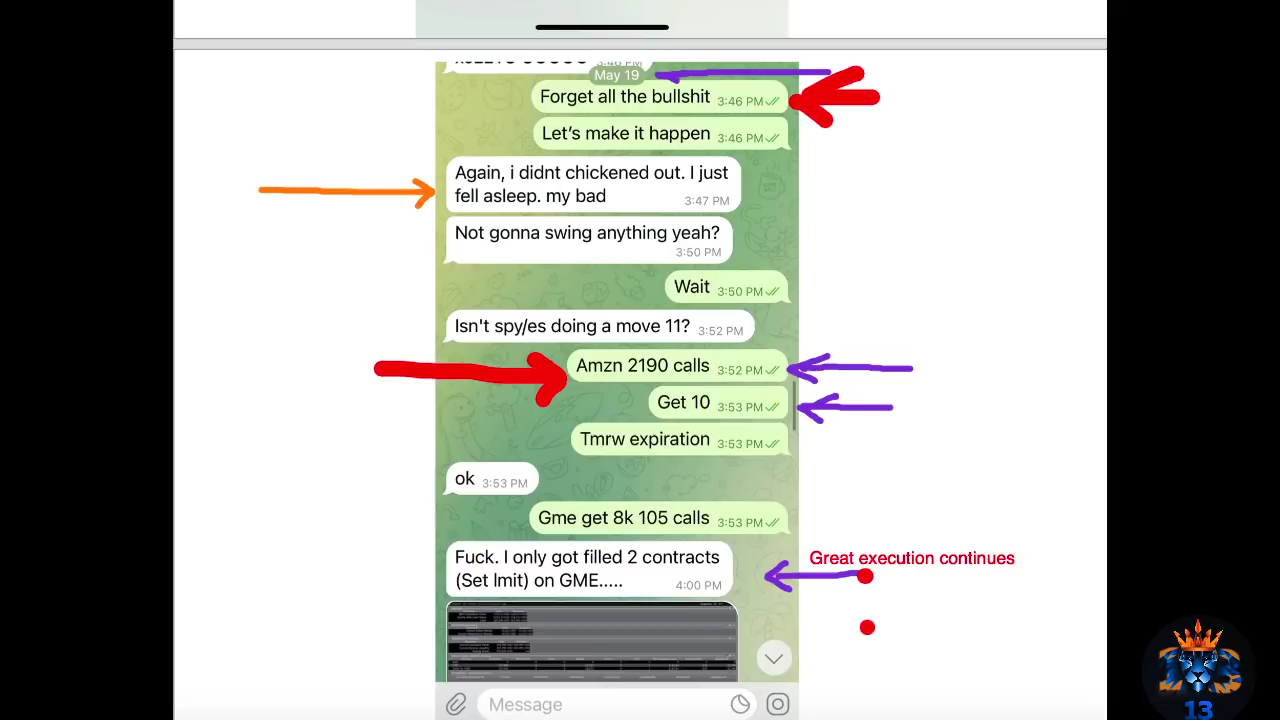 3:46 PM
May 19
Forget all the bullshit 3:46 PM
Let's make it happen 3:46 PM
Again, i didnt chickened out. I just
fell asleep. my bad 3:47 PM
Not gonna swing anything yeah?
3:50 PM
Wait 3:50 PM
Isn't spy/es doing a move 11? 3:52 PM
Amzn 2190 calls 3:52 PM
Get 10 3:53 PM
Tmrw expiration 3:53 PM
ok 3:53 PM
Gme get 8k 105 calls 3:53 PM
Fuck. I only got filled 2 contracts
(Set lmit) on GME..... 4:00 PM
Great execution continues
Message
13